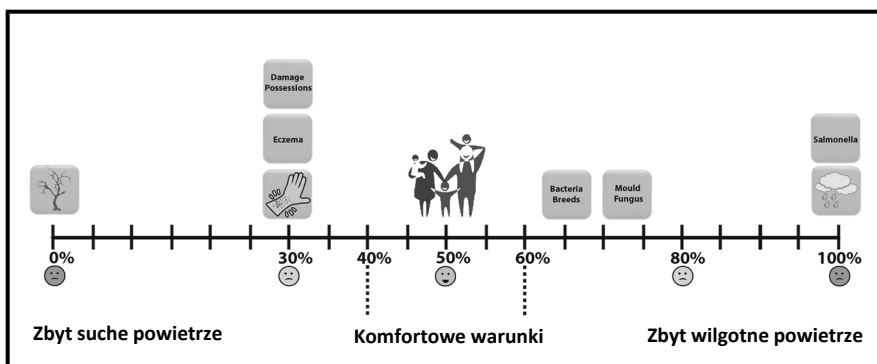 Damage
Possessions
Eczema
Salmonella
Bacteria
Breeds
Mould
Fungus
0% 30% 40% 50% 60% 80% 100%
Zbyt suche powietrze Komfortowe warunki Zbyt wilgotne powietrze